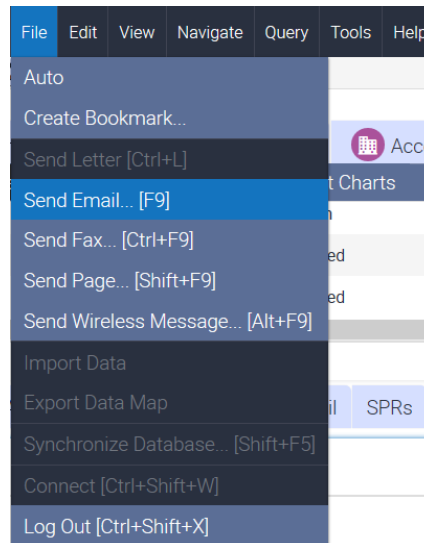 File Edit View Navigate Query Tools Help
Auto
Create Bookmark...
Acc
Send Letter [Ctrl+L]
t Charts
Send Email... [F9]
Send Fax... [Ctrl+F9]
ed
Send Page... [Shift+F9]
ed
Send Wireless Message... [Alt+F9]
Import Data
Export Data Map
il SPRs
Synchronize Database... [Shift+F5]
Connect [Ctrl+Shift+W]
Log Out [Ctrl+Shift+X]